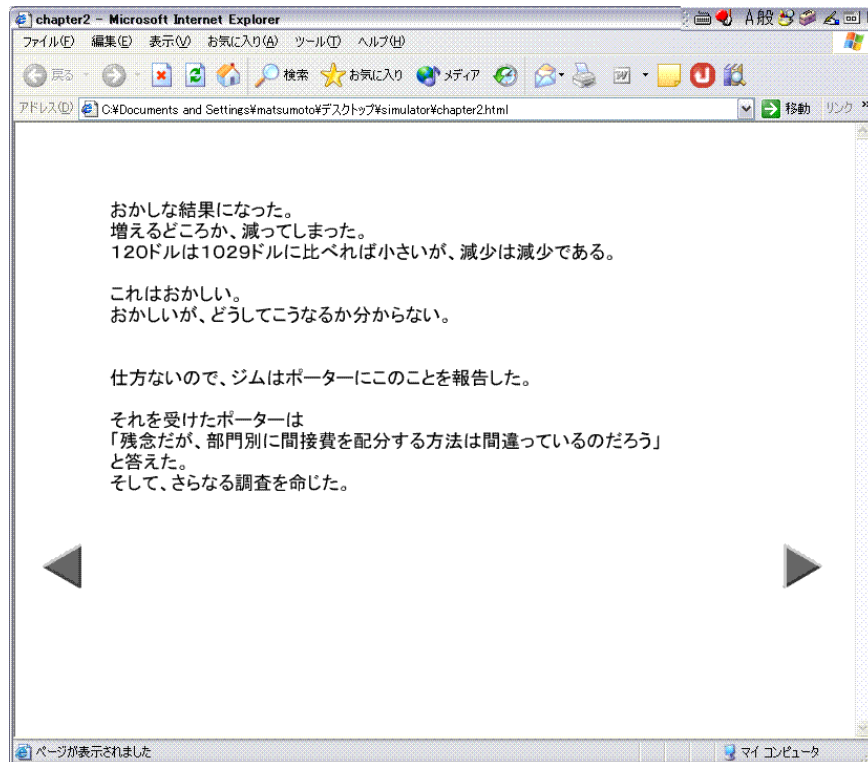 chapter2 - Microsoft Internet Explorer
A般
ファイル(F) 編集(E) 表示(V) お気に入り(A) ツール(T) ヘルプ(H)
戻る 検索 お気に入り メディア
アドレス(D) C:¥Documents and Settings¥matsumoto¥デスクトップ¥simulator¥chapter2.html 移動 リンク »
おかしな結果になった。
増えるどころか、減ってしまった。
120ドルは1029ドルに比べれば小さいが、減少は減少である。
これはおかしい。
おかしいが、どうしてこうなるか分からない。
仕方ないので、ジムはポーターにこのことを報告した。
それを受けたポーターは
「残念だが、部門別に間接費を配分する方法は間違っているのだろう」
と答えた。
そして、さらなる調査を命じた。
ページが表示されました マイ コンピュータ